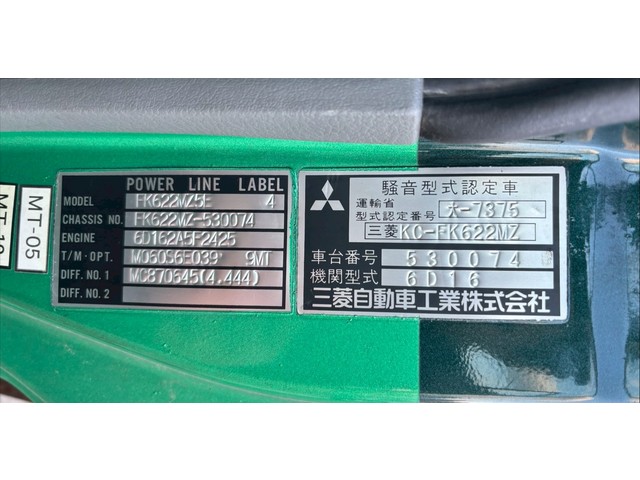 POWER LINE LABEL
MODEL FK622MZ5E 4
CHASSIS NO. FK622MZ-530074
ENGINE 6D162A5F2425
T/M・OPT. M060S6E039 9MT
DIFF. NO. 1 MC870645(4.444)
DIFF. NO. 2
騒音型式認定車
運輸省
型式認定番号 大-7375
三菱KC-FK622MZ
車台番号 530074
機関型式 6D16
三菱自動車工業株式会社
MT-05